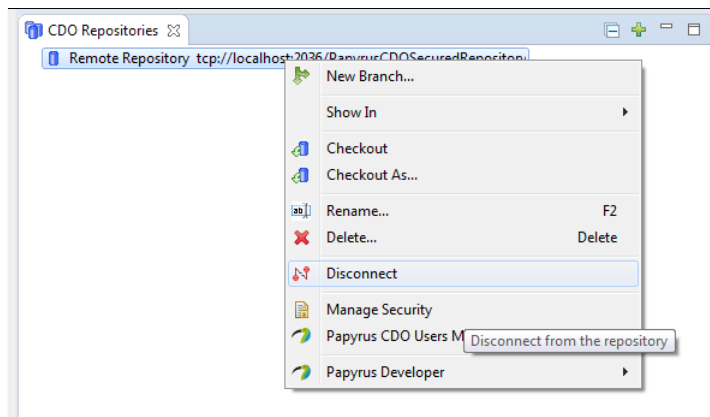 CDO Repositories
Remote Repository tcp://localhost:2036/PapyrusCDOSecuredRepository
New Branch...
Show In
Checkout
Checkout As...
Rename... F2
Delete... Delete
Disconnect
Manage Security
Papyrus CDO Users M
Disconnect from the repository
Papyrus Developer